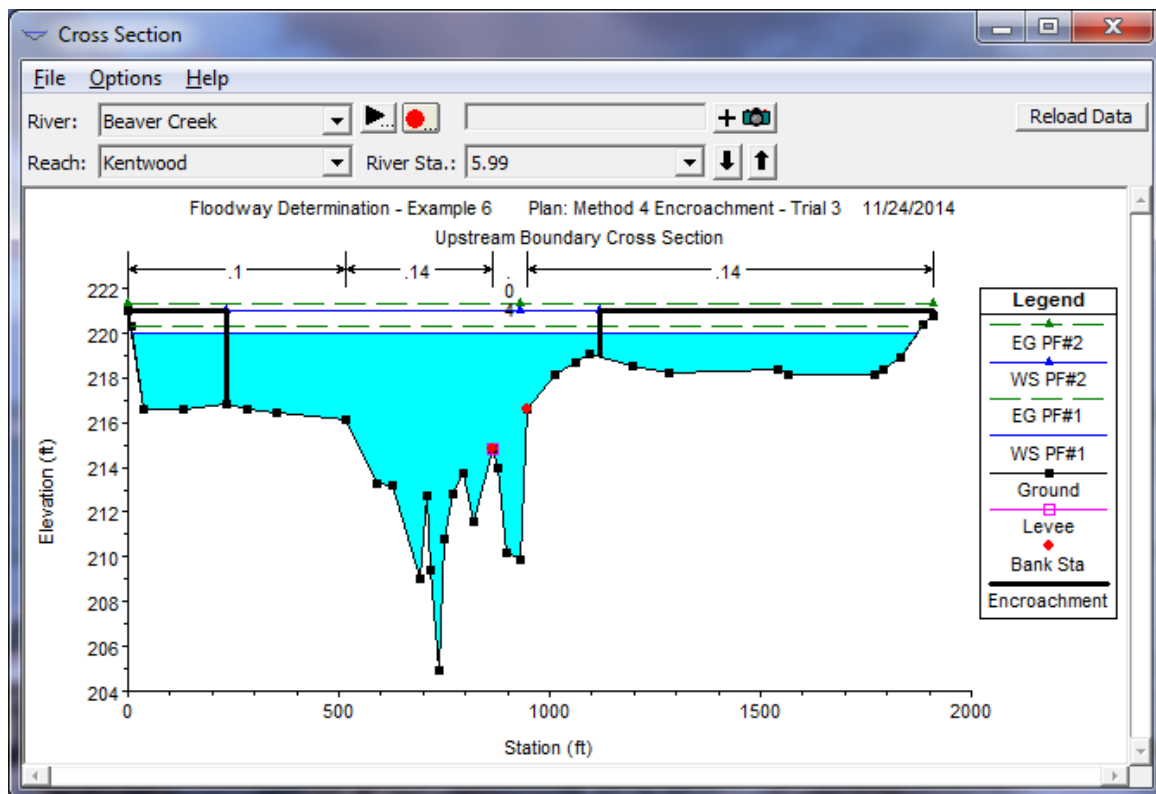 Cross Section
File Options Help
River: Beaver Creek ... ... Reload Data
Reach: Kentwood River Sta.: 5.99
Floodway Determination - Example 6 Plan: Method 4 Encroachment - Trial 3 11/24/2014
Upstream Boundary Cross Section
.1 .14 .04 .14
222
220
218
216
214
212
210
208
206
204
Elevation (ft)
0 500 1000 1500 2000
Station (ft)
Legend
EG PF#2
WS PF#2
EG PF#1
WS PF#1
Ground
Levee
Bank Sta
Encroachment